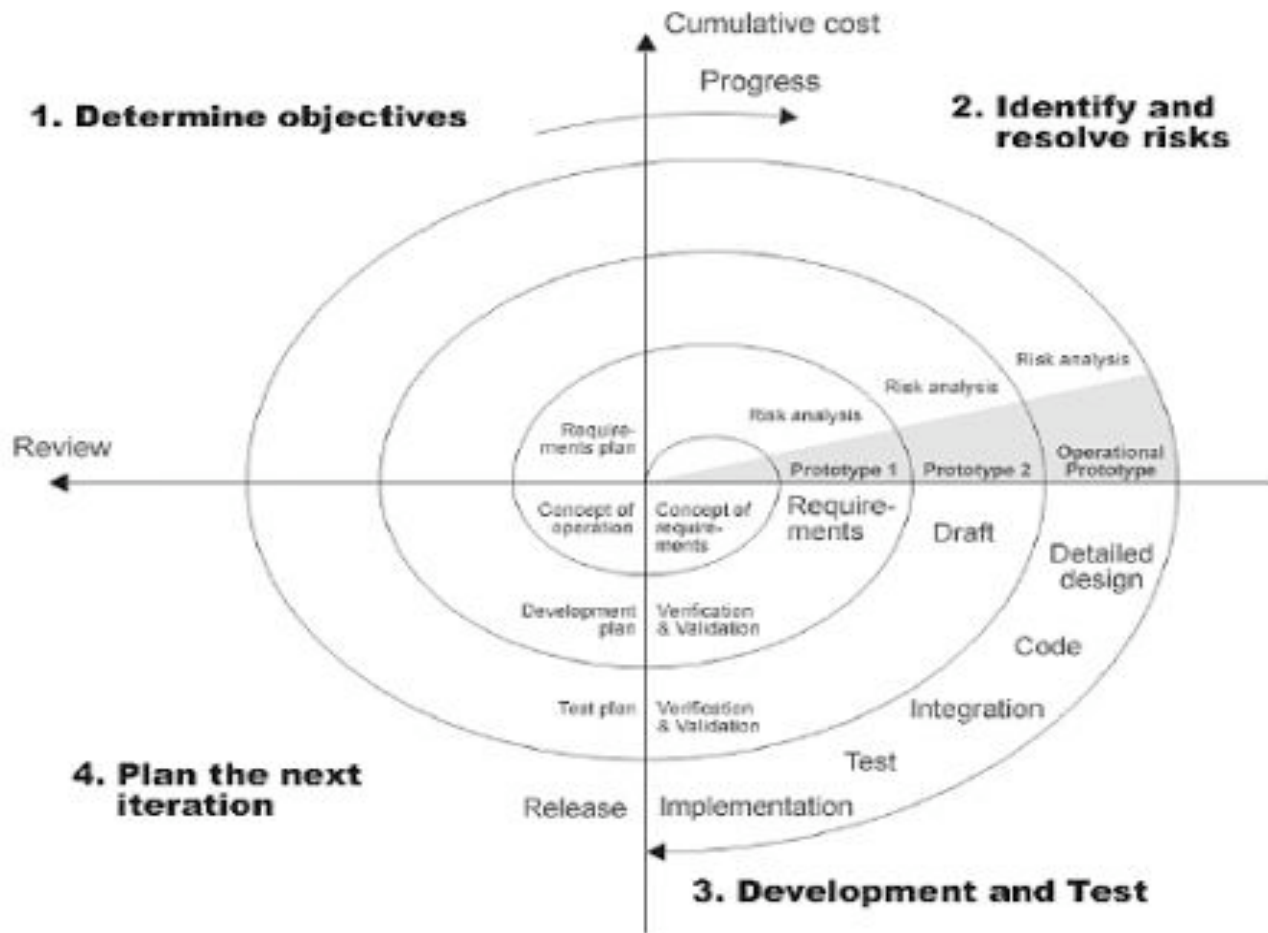 Cumulative cost
Progress
1. Determine objectives
2. Identify and
resolve risks
Risk analysis
Risk analysis
Risk analysis
Require-
ments plan
Review
Operational
Prototype
Prototype 1
Prototype 2
Concept of
operation
Concept of
require-
ments
Require-
ments
Draft
Detailed
design
Development
plan
Verification
& Validation
Code
Test plan
Verification
& Validation
Integration
Test
4. Plan the next
iteration
Release
Implementation
3. Development and Test